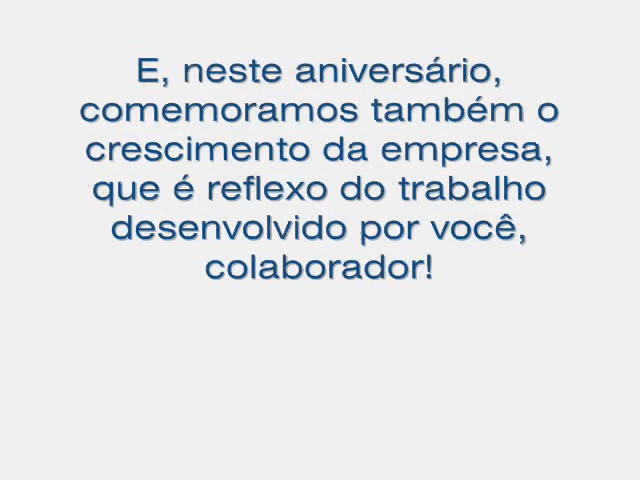 E, neste aniversário,
comemoramos também o
crescimento da empresa,
que é reflexo do trabalho
desenvolvido por você,
colaborador!